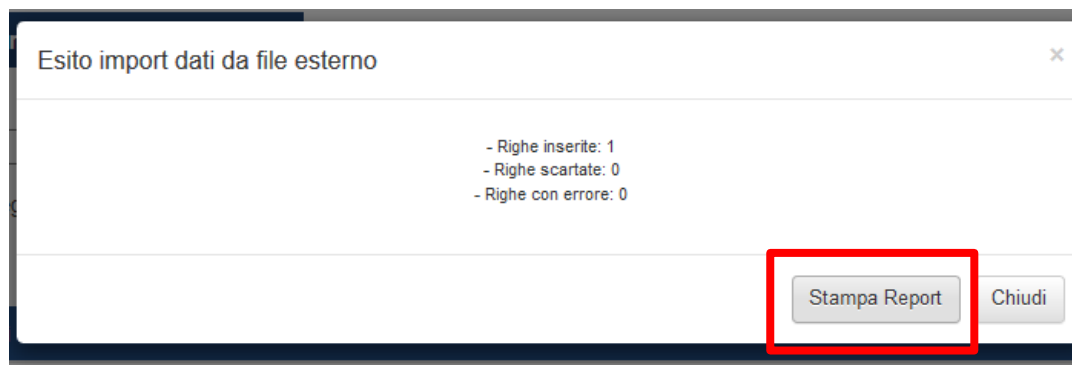 Esito import dati da file esterno
×
- Righe inserite: 1
- Righe scartate: 0
- Righe con errore: 0
Stampa Report
Chiudi